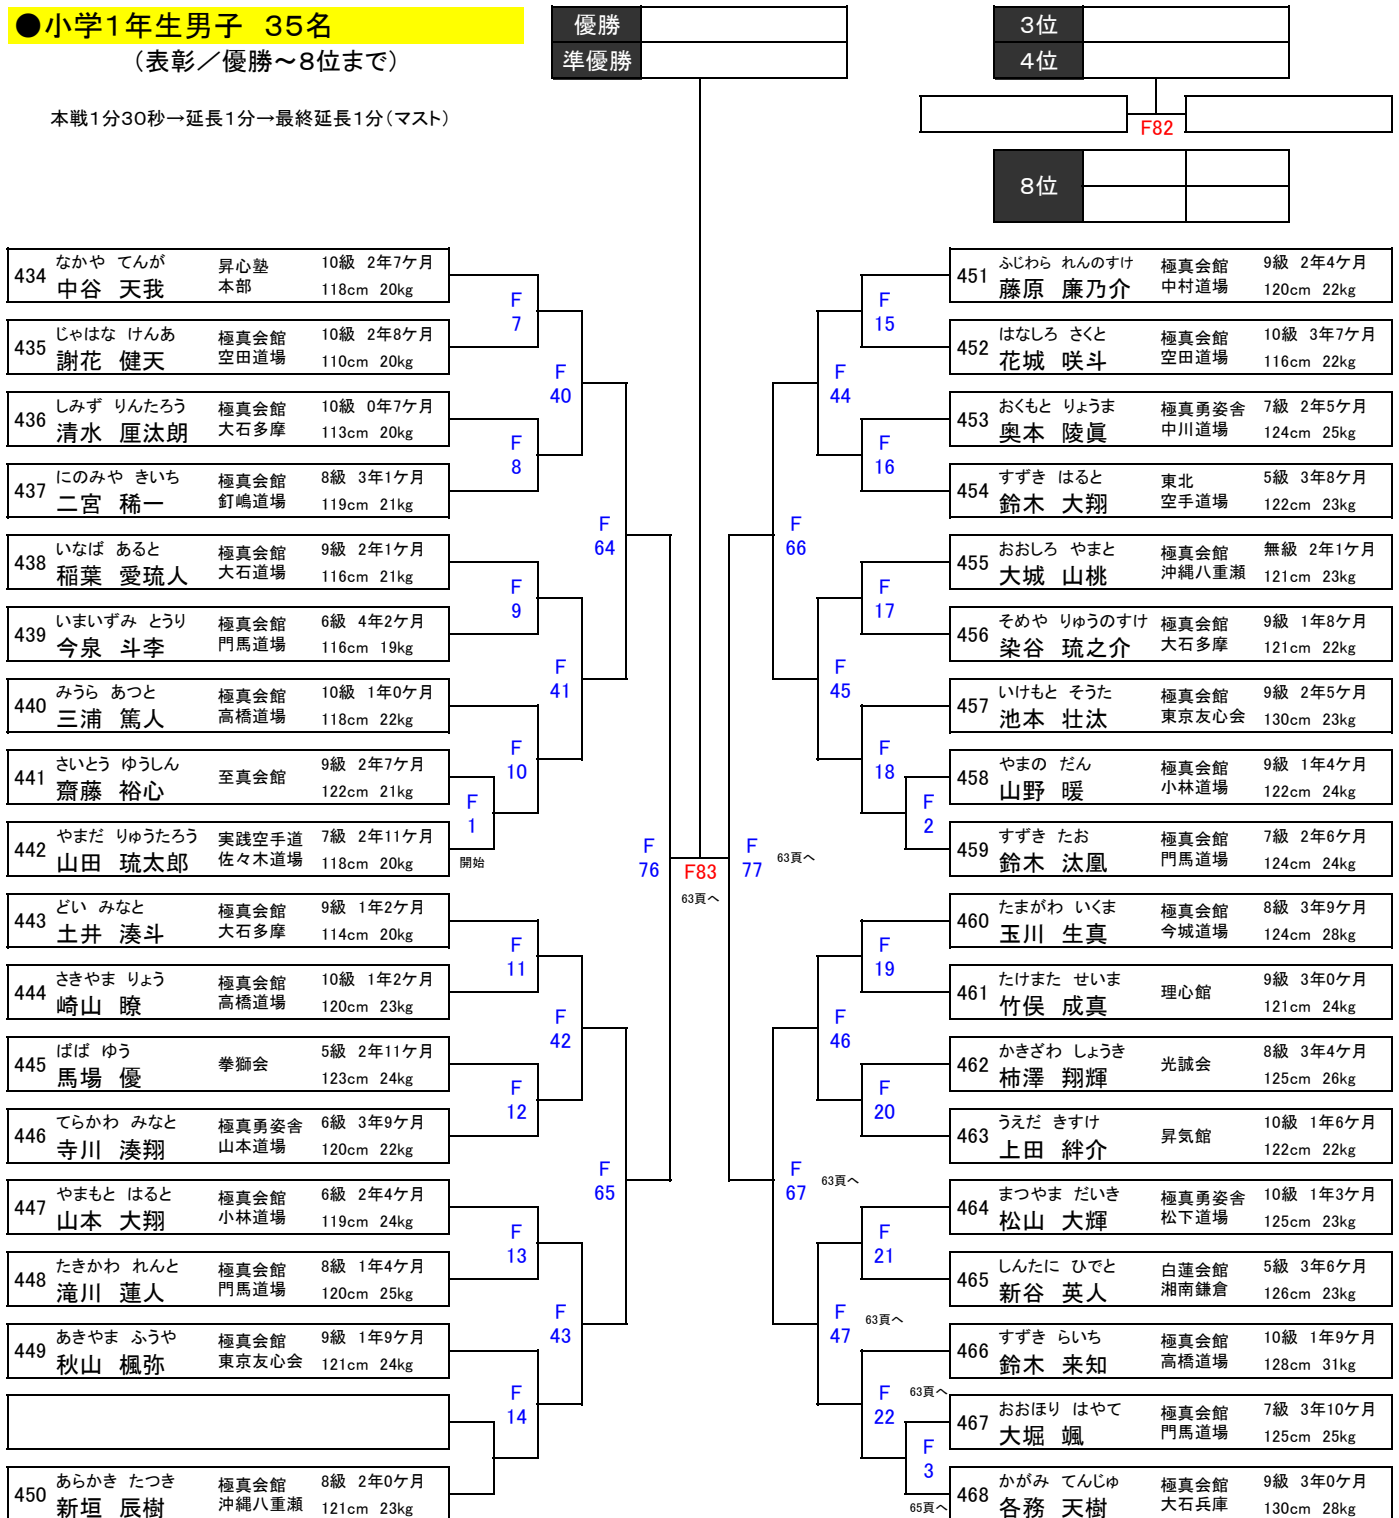 ●小学1年生男子 35名
(表彰／優勝～8位まで)
本戦1分30秒→延長1分→最終延長1分(マスト)
優勝
準優勝
3位
4位
F82
8位
434 なかや てんが 中谷 天我 昇心塾 本部 10級 2年7ケ月 118cm 20kg
435 じゃはな けんあ 謝花 健天 極真会館 空田道場 10級 2年8ケ月 110cm 20kg
436 しみず りんたろう 清水 厘汰朗 極真会館 大石多摩 10級 0年7ケ月 113cm 20kg
437 にのみや きいち 二宮 稀一 極真会館 釘嶋道場 8級 3年1ケ月 119cm 21kg
438 いなば あると 稲葉 愛琉人 極真会館 大石道場 9級 2年1ケ月 116cm 21kg
439 いまいずみ とうり 今泉 斗李 極真会館 門馬道場 6級 4年2ケ月 116cm 19kg
440 みうら あつと 三浦 篤人 極真会館 高橋道場 10級 1年0ケ月 118cm 22kg
441 さいとう ゆうしん 齋藤 裕心 至真会館 9級 2年7ケ月 122cm 21kg
442 やまだ りゅうたろう 山田 琉太郎 実践空手道 佐々木道場 7級 2年11ケ月 118cm 20kg
443 どい みなと 土井 湊斗 極真会館 大石多摩 9級 1年2ケ月 114cm 20kg
444 さきやま りょう 崎山 瞭 極真会館 高橋道場 10級 1年2ケ月 120cm 23kg
445 ばば ゆう 馬場 優 拳獅会 5級 2年11ケ月 123cm 24kg
446 てらかわ みなと 寺川 湊翔 極真勇姿舎 山本道場 6級 3年9ケ月 120cm 22kg
447 やまもと はると 山本 大翔 極真会館 小林道場 6級 2年4ケ月 119cm 24kg
448 たきかわ れんと 滝川 蓮人 極真会館 門馬道場 8級 1年4ケ月 120cm 25kg
449 あきやま ふうや 秋山 楓弥 極真会館 東京友心会 9級 1年9ケ月 121cm 24kg
450 あらかき たつき 新垣 辰樹 極真会館 沖縄八重瀬 8級 2年0ケ月 121cm 23kg
F 7
F 8
F 9
F 10
F 1
開始
F 11
F 12
F 13
F 14
F 40
F 41
F 42
F 43
F 64
F 65
F 76
F83
63頁へ
F 77
63頁へ
F 66
F 67
63頁へ
F 44
F 45
F 46
F 47
63頁へ
F 15
F 16
F 17
F 18
F 2
F 19
F 20
F 21
F 22
63頁へ
F 3
65頁へ
451 ふじわら れんのすけ 藤原 廉乃介 極真会館 中村道場 9級 2年4ケ月 120cm 22kg
452 はなしろ さくと 花城 咲斗 極真会館 空田道場 10級 3年7ケ月 116cm 22kg
453 おくもと りょうま 奥本 陵眞 極真勇姿舎 中川道場 7級 2年5ケ月 124cm 25kg
454 すずき はると 鈴木 大翔 東北 空手道場 5級 3年8ケ月 122cm 23kg
455 おおしろ やまと 大城 山桃 極真会館 沖縄八重瀬 無級 2年1ケ月 121cm 23kg
456 そめや りゅうのすけ 染谷 琉之介 極真会館 大石多摩 9級 1年8ケ月 121cm 22kg
457 いけもと そうた 池本 壮汰 極真会館 東京友心会 9級 2年5ケ月 130cm 23kg
458 やまの だん 山野 暖 極真会館 小林道場 9級 1年4ケ月 122cm 24kg
459 すずき たお 鈴木 汰凰 極真会館 門馬道場 7級 2年6ケ月 124cm 24kg
460 たまがわ いくま 玉川 生真 極真会館 今城道場 8級 3年9ケ月 124cm 28kg
461 たけまた せいま 竹俣 成真 理心館 9級 3年0ケ月 121cm 24kg
462 かきざわ しょうき 柿澤 翔輝 光誠会 8級 3年4ケ月 125cm 26kg
463 うえだ きすけ 上田 絆介 昇気館 10級 1年6ケ月 122cm 22kg
464 まつやま だいき 松山 大輝 極真勇姿舎 松下道場 10級 1年3ケ月 125cm 23kg
465 しんたに ひでと 新谷 英人 白蓮会館 湘南鎌倉 5級 3年6ケ月 126cm 23kg
466 すずき らいち 鈴木 来知 極真会館 高橋道場 10級 1年9ケ月 128cm 31kg
467 おおほり はやて 大堀 颯 極真会館 門馬道場 7級 3年10ケ月 125cm 25kg
468 かがみ てんじゅ 各務 天樹 極真会館 大石兵庫 9級 3年0ケ月 130cm 28kg